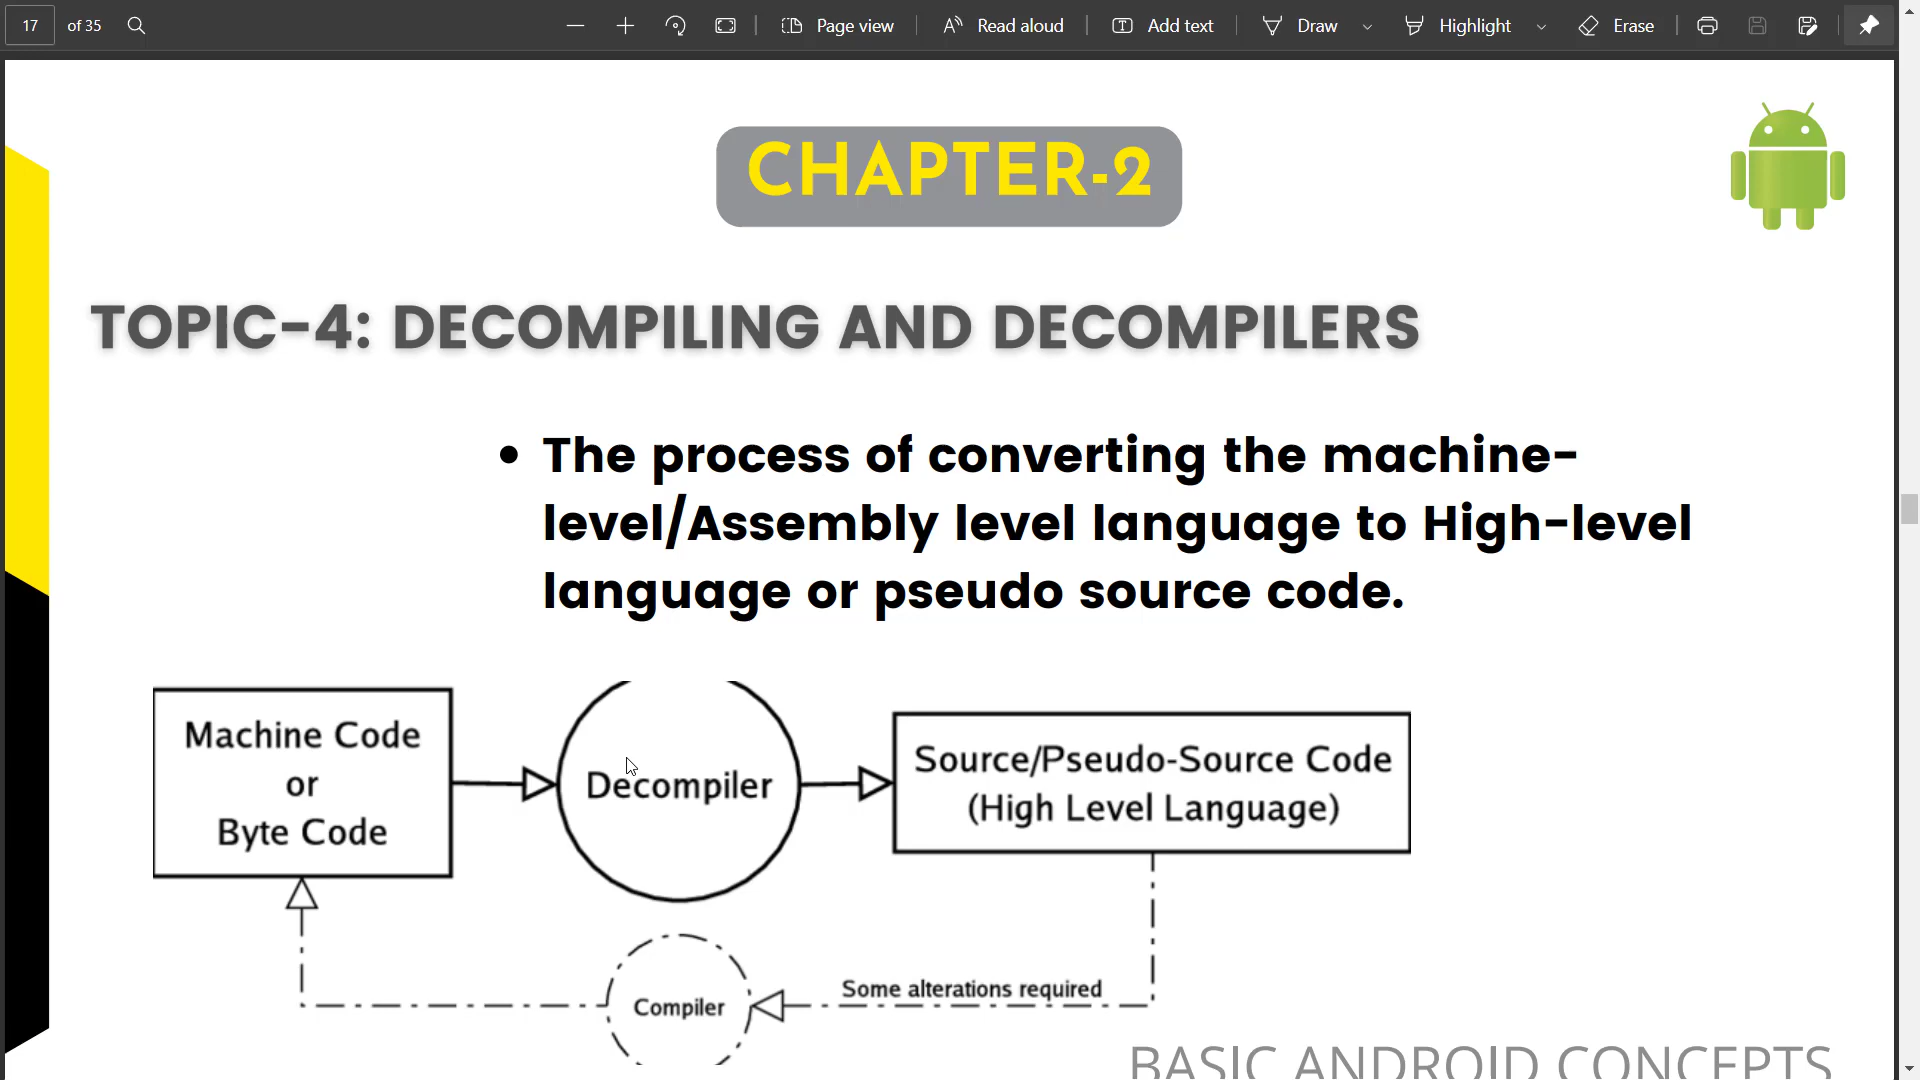 17 of 35 Page view Read aloud Add text Draw Highlight Erase
CHAPTER-2
TOPIC-4: DECOMPILING AND DECOMPILERS
• The process of converting the machine-
level/Assembly level language to High-level
language or pseudo source code.
Machine Code
or
Byte Code
Decompiler
Source/Pseudo-Source Code
(High Level Language)
Some alterations required
Compiler
BASIC ANDROID CONCEPTS